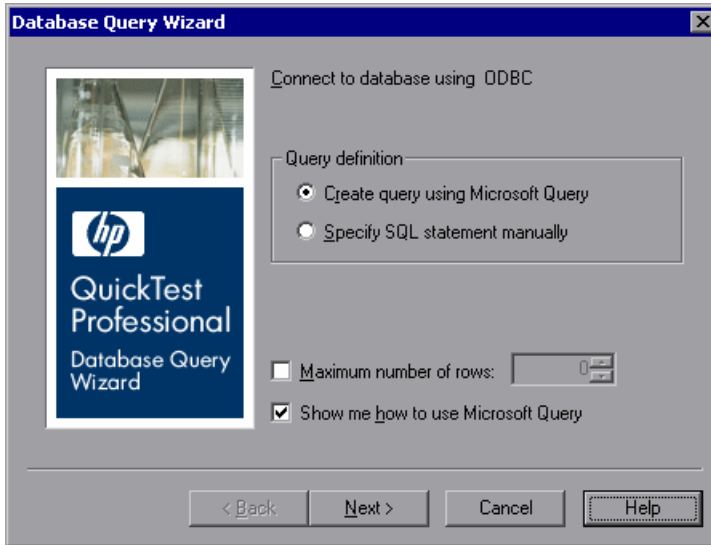 Database Query Wizard
Connect to database using ODBC
Query definition
Create query using Microsoft Query
Specify SQL statement manually
hp
QuickTest
Professional
Database Query
Wizard
Maximum number of rows: 0
Show me how to use Microsoft Query
< Back Next > Cancel Help